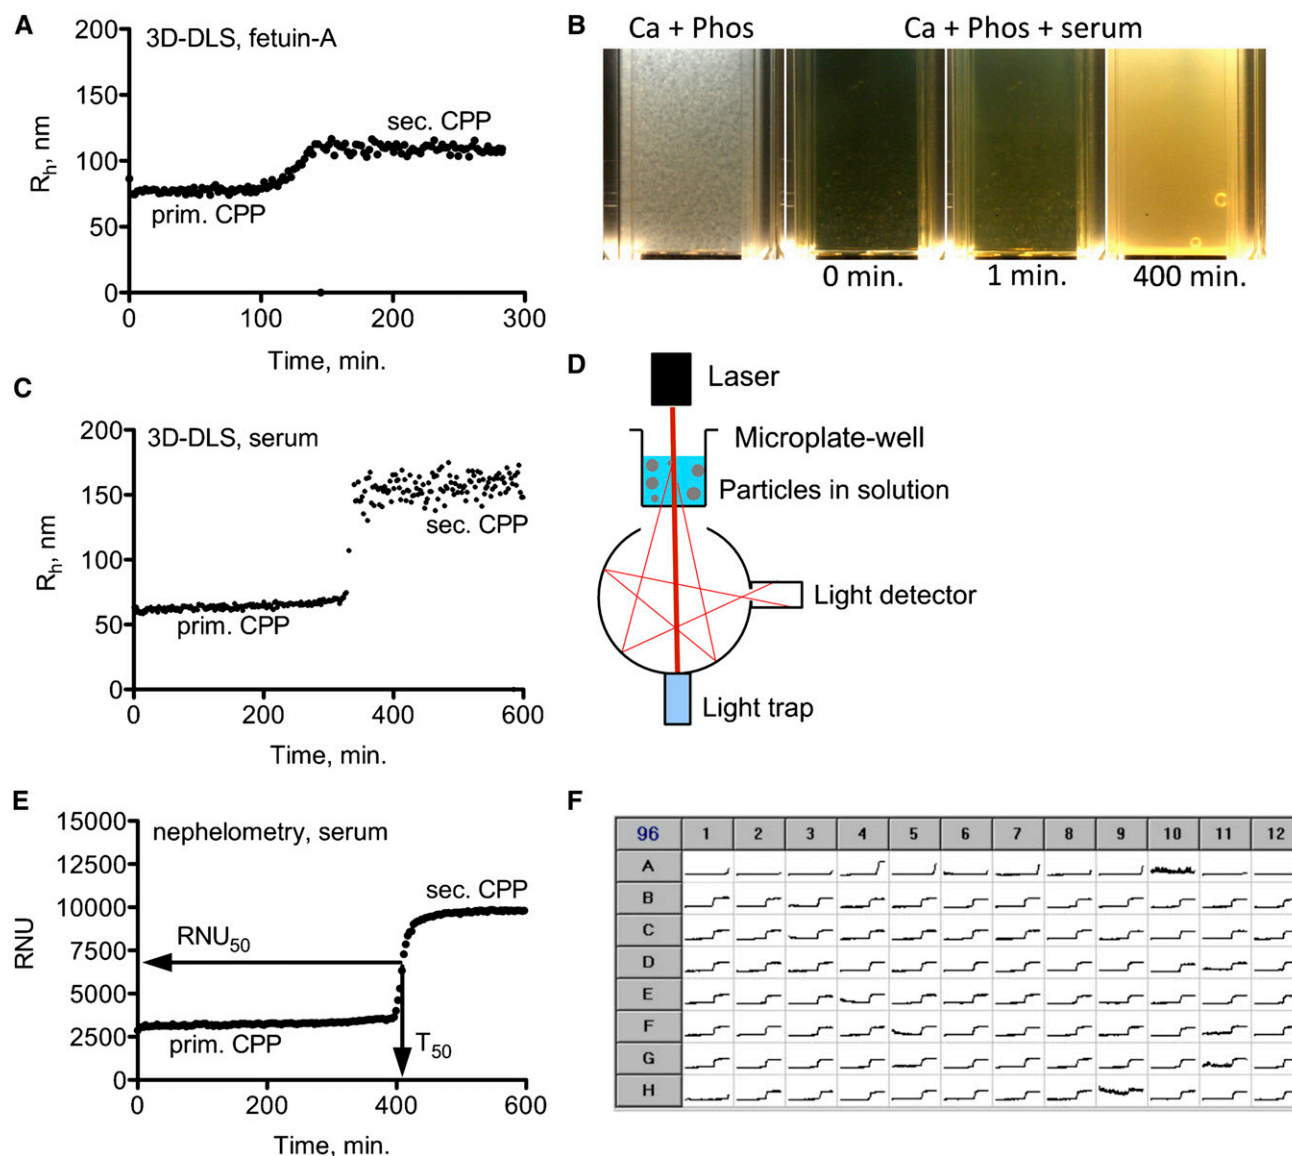 A
3D-DLS, fetuin-A
200
150
100
50
0
Rh, nm
sec. CPP
prim. CPP
0 100 200 300
Time, min.
B
Ca + Phos
Ca + Phos + serum
0 min.
1 min.
400 min.
C
3D-DLS, serum
200
150
100
50
0
Rh, nm
sec. CPP
prim. CPP
0 200 400 600
Time, min.
D
Laser
Microplate-well
Particles in solution
Light detector
Light trap
E
nephelometry, serum
15000
12500
10000
7500
5000
2500
0
RNU
sec. CPP
RNU50
prim. CPP
T50
0 200 400 600
Time, min.
F
96 1 2 3 4 5 6 7 8 9 10 11 12
A
B
C
D
E
F
G
H